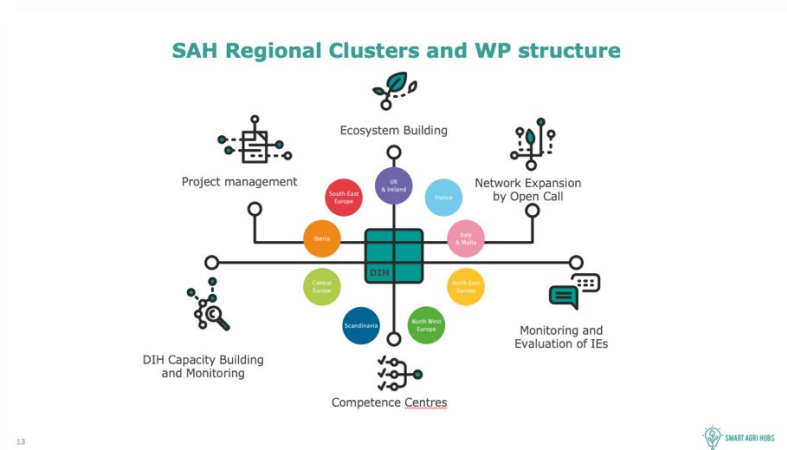 SAH Regional Clusters and WP structure
Ecosystem Building
Project management
Network Expansion
by Open Call
South-East
Europe
UK
& Ireland
France
Iberia
Italy
& Malta
DIH
Central
Europe
North East
Europe
Scandinavia
North West
Europe
DIH Capacity Building
and Monitoring
Monitoring and
Evaluation of IEs
Competence Centres
13
SMART AGRI HUBS